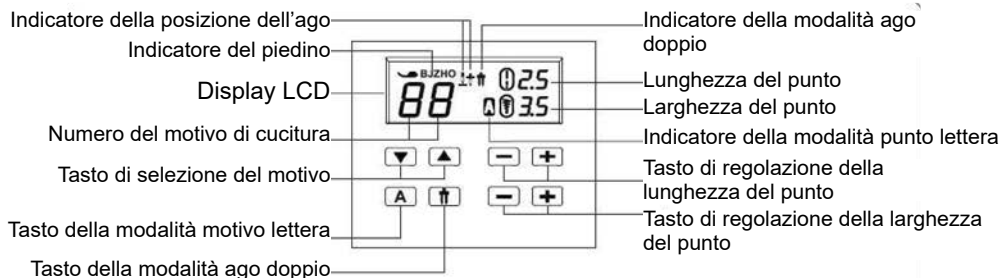 Indicatore della posizione dell'ago
Indicatore del piedino
Display LCD
Numero del motivo di cucitura
Tasto di selezione del motivo
Tasto della modalità motivo lettera
Tasto della modalità ago doppio
BJZHO
88
2.5
A
3.5
A
Indicatore della modalità ago
doppio
Lunghezza del punto
Larghezza del punto
Indicatore della modalità punto lettera
Tasto di regolazione della
lunghezza del punto
Tasto di regolazione della larghezza
del punto